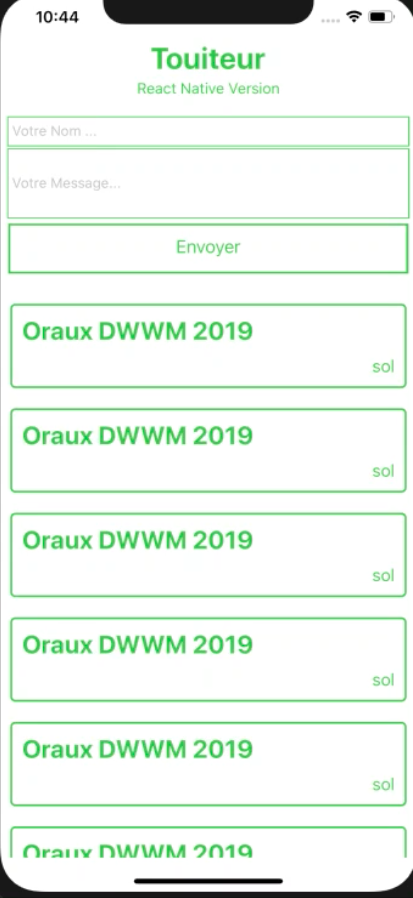 10:44
Touiteur
React Native Version
Votre Nom ...
Votre Message...
Envoyer
Oraux DWWM 2019
sol
Oraux DWWM 2019
sol
Oraux DWWM 2019
sol
Oraux DWWM 2019
sol
Oraux DWWM 2019
sol
Oraux DWWM 2019